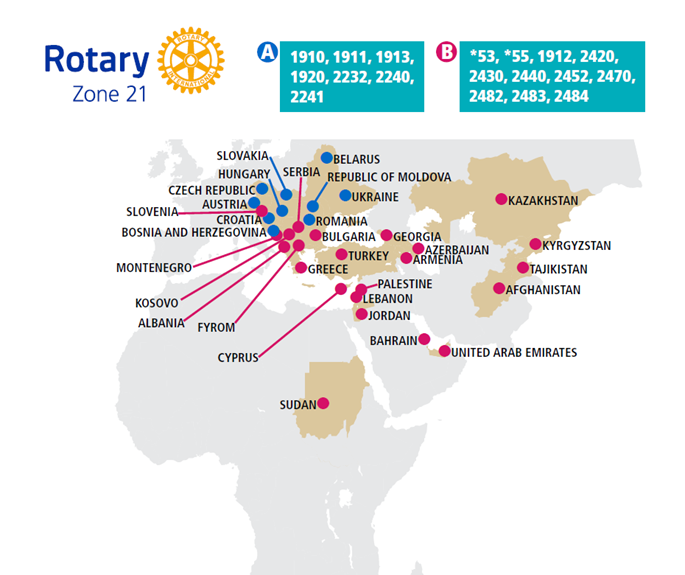 Rotary
Zone 21
ROTARY
INTERNATIONAL
A
1910, 1911, 1913,
1920, 2232, 2240,
2241
B
*53, *55, 1912, 2420,
2430, 2440, 2452, 2470,
2482, 2483, 2484
SLOVAKIA
BELARUS
HUNGARY
SERBIA
REPUBLIC OF MOLDOVA
CZECH REPUBLIC
UKRAINE
AUSTRIA
KAZAKHSTAN
SLOVENIA
CROATIA
ROMANIA
BOSNIA AND HERZEGOVINA
BULGARIA
GEORGIA
KYRGYZSTAN
AZERBAIJAN
TURKEY
ARMENIA
MONTENEGRO
GREECE
TAJIKISTAN
PALESTINE
AFGHANISTAN
KOSOVO
LEBANON
ALBANIA
FYROM
JORDAN
BAHRAIN
CYPRUS
UNITED ARAB EMIRATES
SUDAN